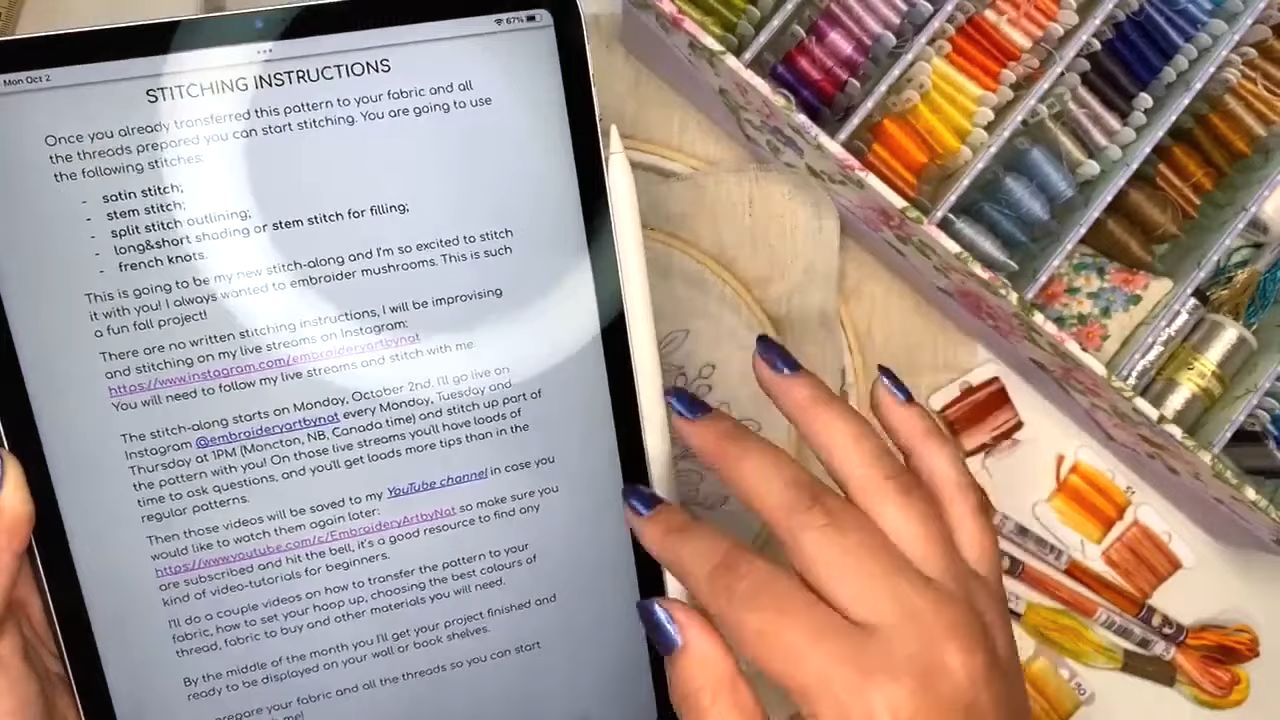 67%
Mon Oct 2
STITCHING INSTRUCTIONS
Once you already transferred this pattern to your fabric and all
the threads prepared you can start stitching. You are going to use
the following stitches:
- satin stitch;
- stem stitch;
- split stitch outlining;
- long&short shading or stem stitch for filling;
- french knots.
This is going to be my new stitch-along and I'm so excited to stitch
it with you! I always wanted to embroider mushrooms. This is such
a fun fall project!
There are no written stitching instructions, I will be improvising
and stitching on my live streams on Instagram:
https://www.instagram.com/embroideryartbynat
You will need to follow my live streams and stitch with me.
The stitch-along starts on Monday, October 2nd. I'll go live on
Instagram @embroideryartbynat every Monday, Tuesday and
Thursday at 1PM (Moncton, NB, Canada time) and stitch up part of
the pattern with you! On those live streams you'll have loads of
time to ask questions, and you'll get loads more tips than in the
regular patterns.
Then those videos will be saved to my YouTube channel in case you
would like to watch them again later:
https://www.youtube.com/c/EmbroideryArtbyNat so make sure you
are subscribed and hit the bell, it's a good resource to find any
kind of video-tutorials for beginners.
I'll do a couple videos on how to transfer the pattern to your
fabric, how to set your hoop up, choosing the best colours of
thread, fabric to buy and other materials you will need.
By the middle of the month you I'll get your project finished and
ready to be displayed on your wall or book shelves.
prepare your fabric and all the threads so you can start
me!